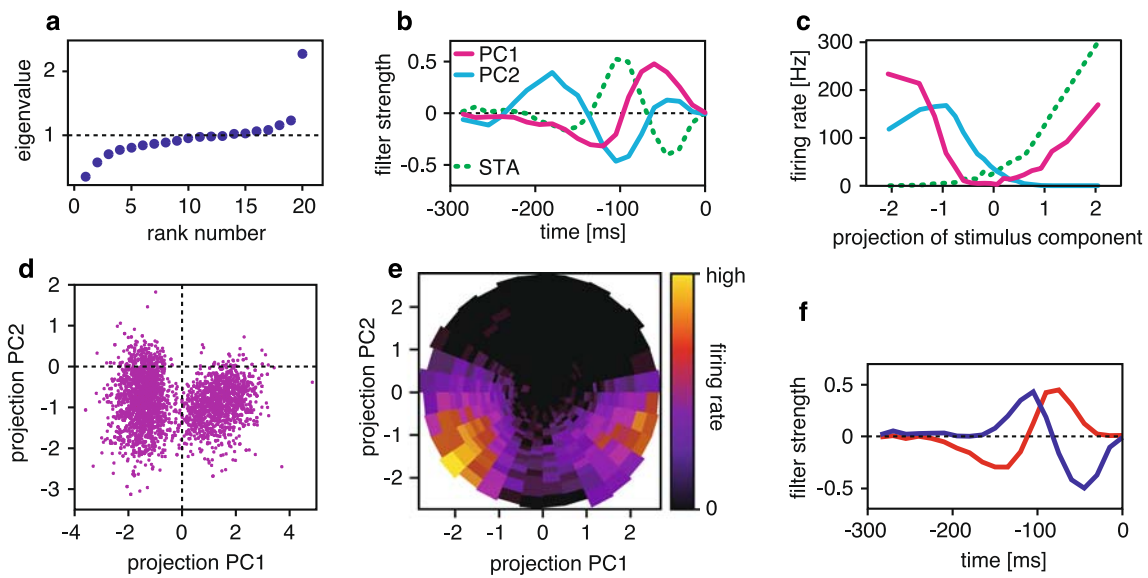 a
eigenvalue
2
1
0
5
10
15
20
rank number
b
filter strength
0.5
0
-0.5
PC1
PC2
STA
-300
-200
-100
0
time [ms]
c
firing rate [Hz]
300
200
100
0
-2
-1
0
1
2
projection of stimulus component
d
projection PC2
2
1
0
-1
-2
-3
-4
-2
0
2
4
projection PC1
e
projection PC2
2
1
0
-1
-2
-2
-1
0
1
2
projection PC1
high
firing rate
0
f
filter strength
0.5
0
-0.5
-300
-200
-100
0
time [ms]